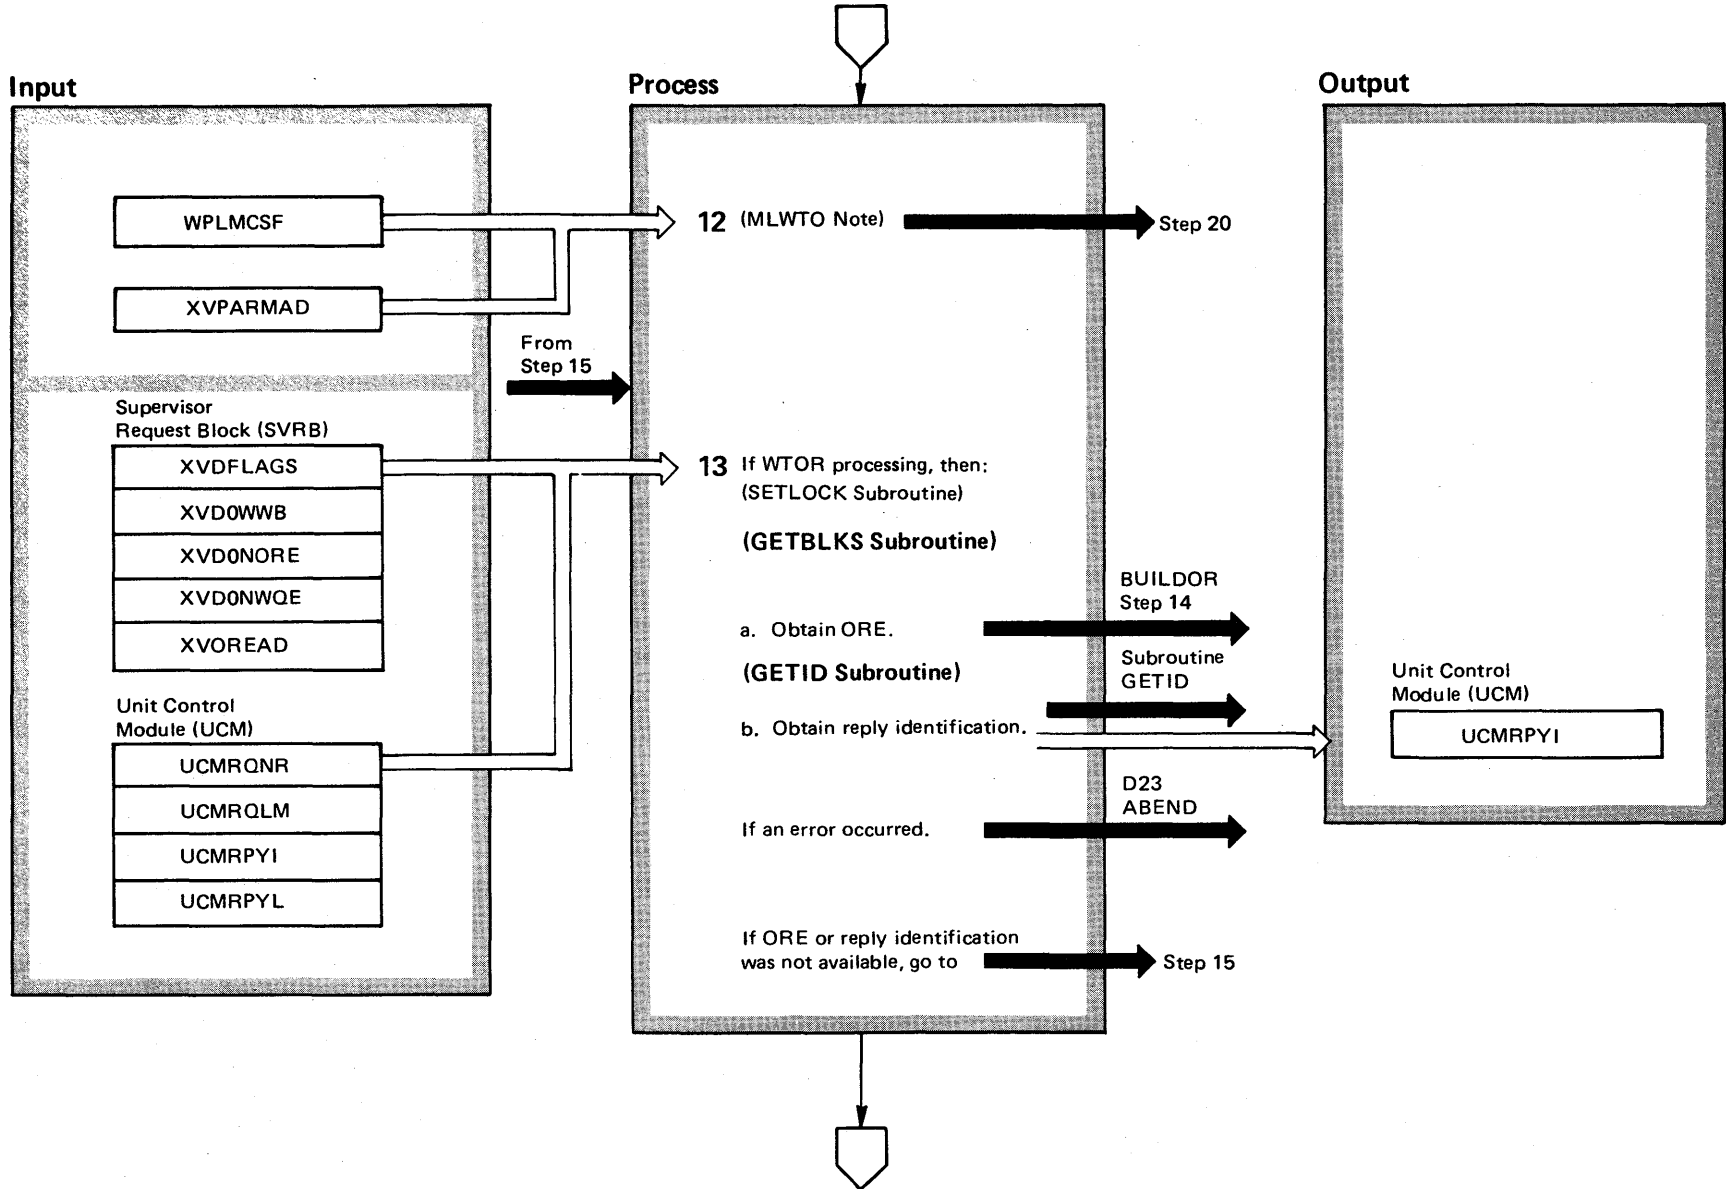 Input
WPLMCSF
XVPARMAD
Supervisor
Request Block (SVRB)
XVDFLAGS
XVD0WWB
XVD0NORE
XVD0NWQE
XVOREAD
Unit Control
Module (UCM)
UCMRQNR
UCMRQLM
UCMRPYI
UCMRPYL
From
Step 15
Process
12 (MLWTO Note)
Step 20
13 If WTOR processing, then:
(SETLOCK Subroutine)
(GETBLKS Subroutine)
a. Obtain ORE.
BUILDOR
Step 14
(GETID Subroutine)
Subroutine
GETID
b. Obtain reply identification.
D23
ABEND
If an error occurred.
If ORE or reply identification
was not available, go to
Step 15
Output
Unit Control
Module (UCM)
UCMRPYI